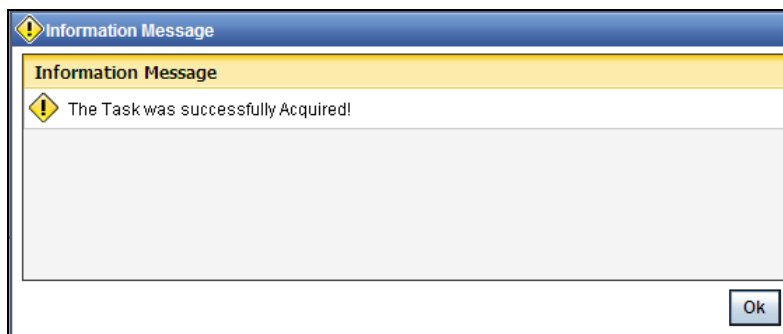 Information Message
Information Message
The Task was successfully Acquired!
Ok